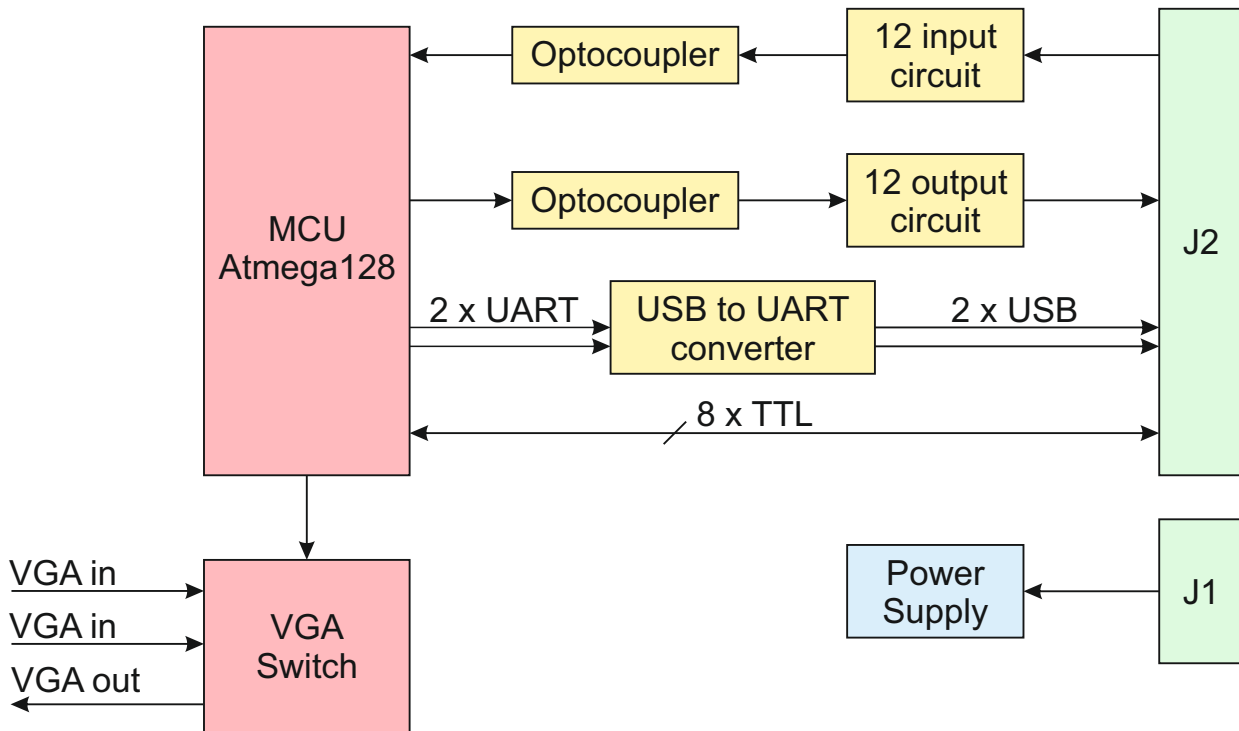 Optocoupler
12 input
circuit
MCU
Atmega128
Optocoupler
12 output
circuit
J2
2 x UART
USB to UART
converter
2 x USB
8 x TTL
VGA in
VGA in
VGA out
VGA
Switch
Power
Supply
J1